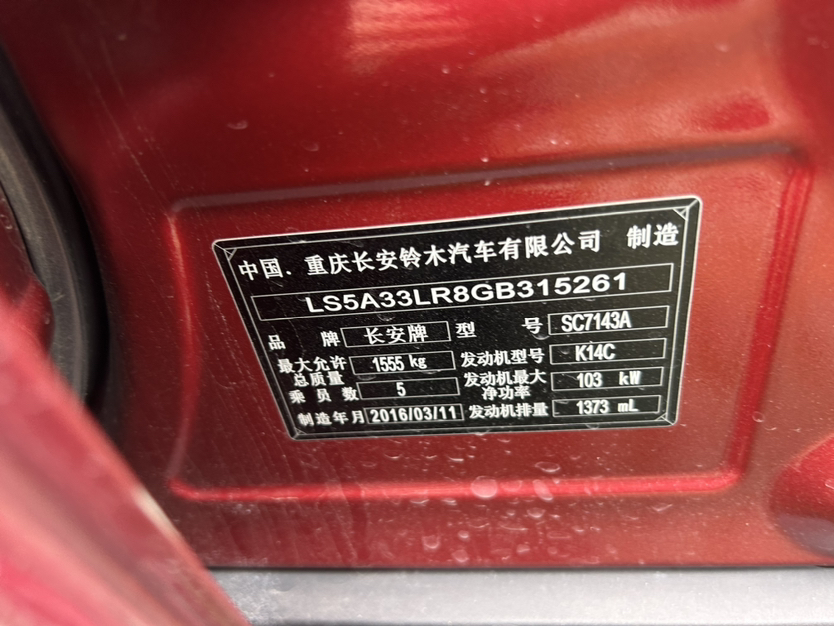 中国．重庆长安铃木汽车有限公司 制造
LS5A33LR8GB315261
品 牌 长安牌 型 号 SC7143A
最大允许总质量 1555 kg 发动机型号 K14C
乘员数 5 发动机最大净功率 103 kW
制造年月 2016/03/11 发动机排量 1373 mL